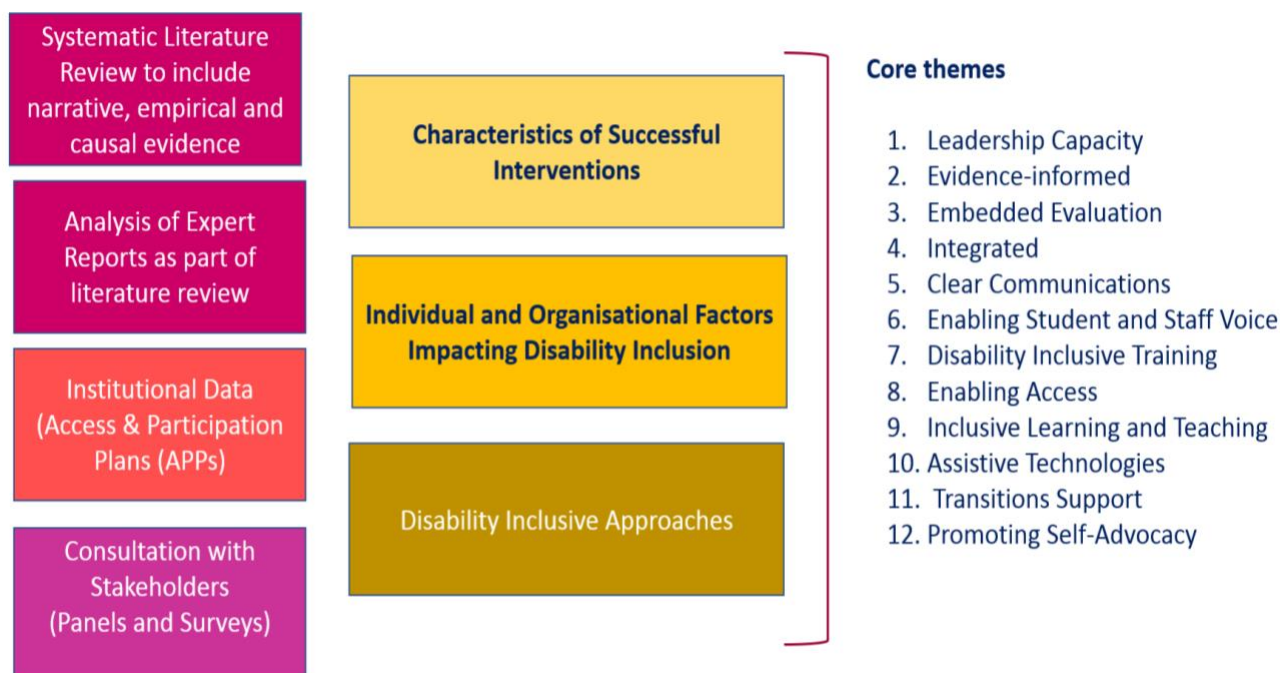 Systematic Literature
Review to include
narrative, empirical and
causal evidence
Analysis of Expert
Reports as part of
literature review
Institutional Data
(Access & Participation
Plans (APPs)
Consultation with
Stakeholders
(Panels and Surveys)
Characteristics of Successful
Interventions
Individual and Organisational Factors
Impacting Disability Inclusion
Disability Inclusive Approaches
Core themes
1. Leadership Capacity
2. Evidence-informed
3. Embedded Evaluation
4. Integrated
5. Clear Communications
6. Enabling Student and Staff Voice
7. Disability Inclusive Training
8. Enabling Access
9. Inclusive Learning and Teaching
10. Assistive Technologies
11. Transitions Support
12. Promoting Self-Advocacy